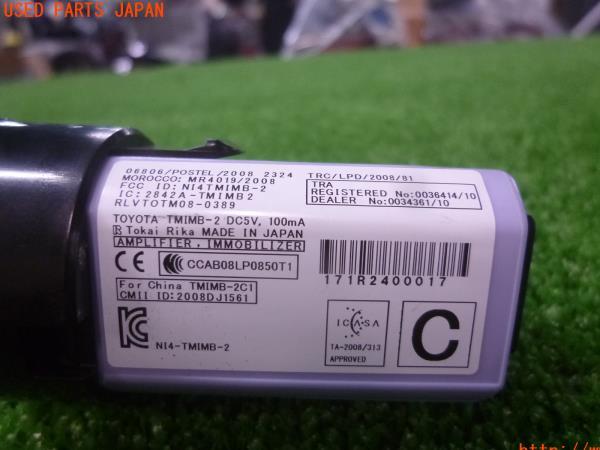 USED PARTS JAPAN
06806/POSTEL/2008 2324
MOROCCO: MR4019/2008
FCC ID: NI4TMIMB-2
IC: 2842A-TMIMB2
RLVTOTM08-0389
TRC/LPD/2008/81
TRA
REGISTERED No:0036414/10
DEALER No:0034361/10
TOYOTA TMIMB-2 DC5V, 100mA
Tokai Rika MADE IN JAPAN
AMPLIFIER, IMMOBILIZER
CE CCAB08LP0850T1
171R2400017
For China TMIMB-2C1
CMII ID:2008DJ1561
NI4-TMIMB-2
ICASA
TA-2008/313
APPROVED
C
http://w